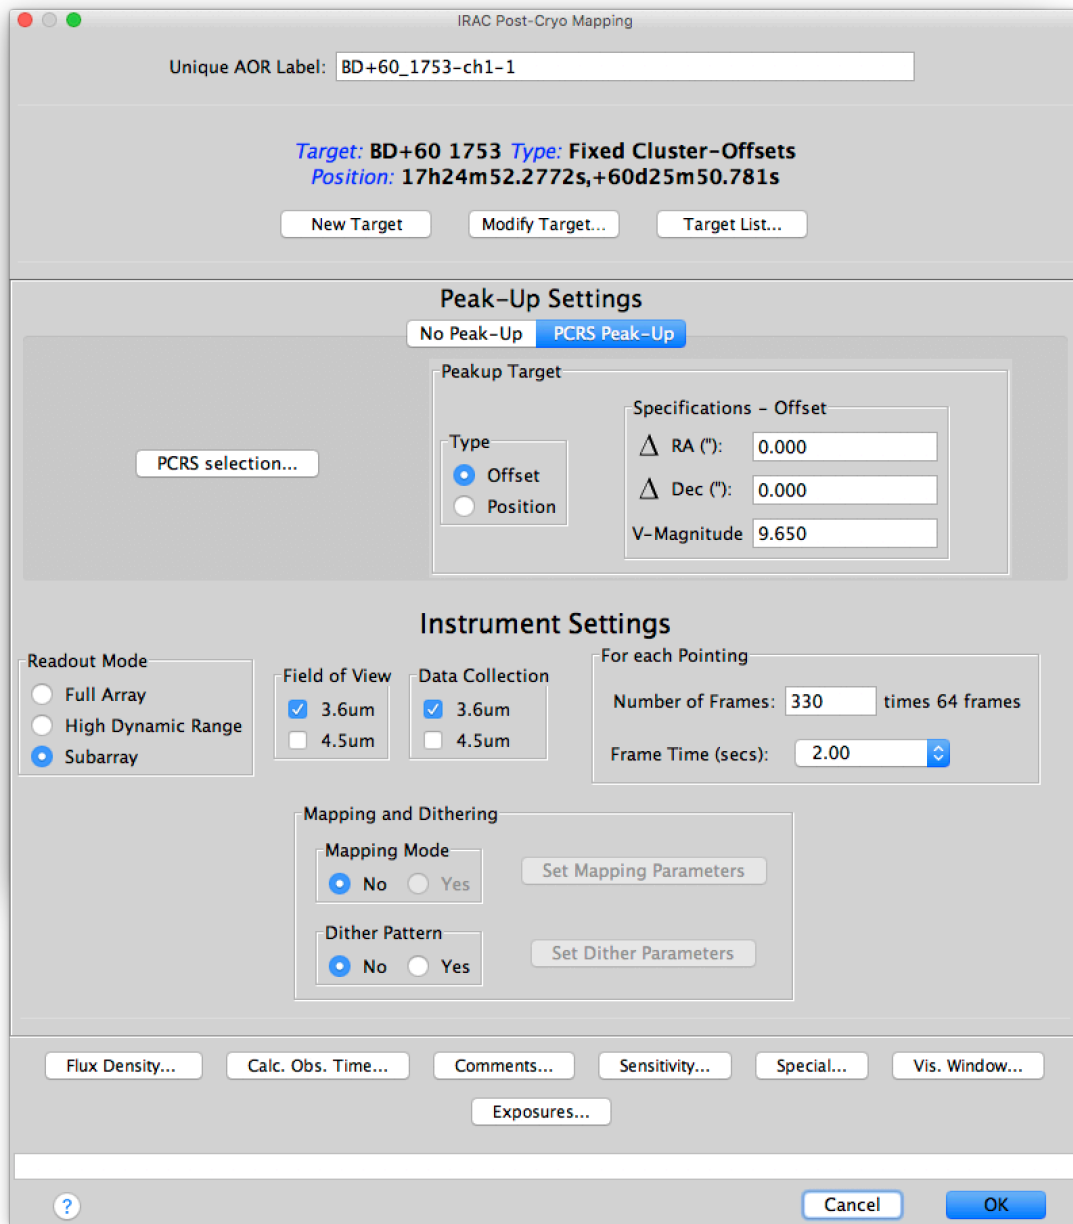 IRAC Post-Cryo Mapping
Unique AOR Label: BD+60_1753-ch1-1
Target: BD+60 1753 Type: Fixed Cluster-Offsets
Position: 17h24m52.2772s,+60d25m50.781s
New Target Modify Target... Target List...
Peak-Up Settings
No Peak-Up PCRS Peak-Up
Peakup Target
PCRS selection...
Type
Offset
Position
Specifications - Offset
Δ RA ("): 0.000
Δ Dec ("): 0.000
V-Magnitude 9.650
Instrument Settings
Readout Mode
Full Array
High Dynamic Range
Subarray
Field of View
3.6um
4.5um
Data Collection
3.6um
4.5um
For each Pointing
Number of Frames: 330 times 64 frames
Frame Time (secs): 2.00
Mapping and Dithering
Mapping Mode
No Yes
Set Mapping Parameters
Dither Pattern
No Yes
Set Dither Parameters
Flux Density... Calc. Obs. Time... Comments... Sensitivity... Special... Vis. Window...
Exposures...
? Cancel OK